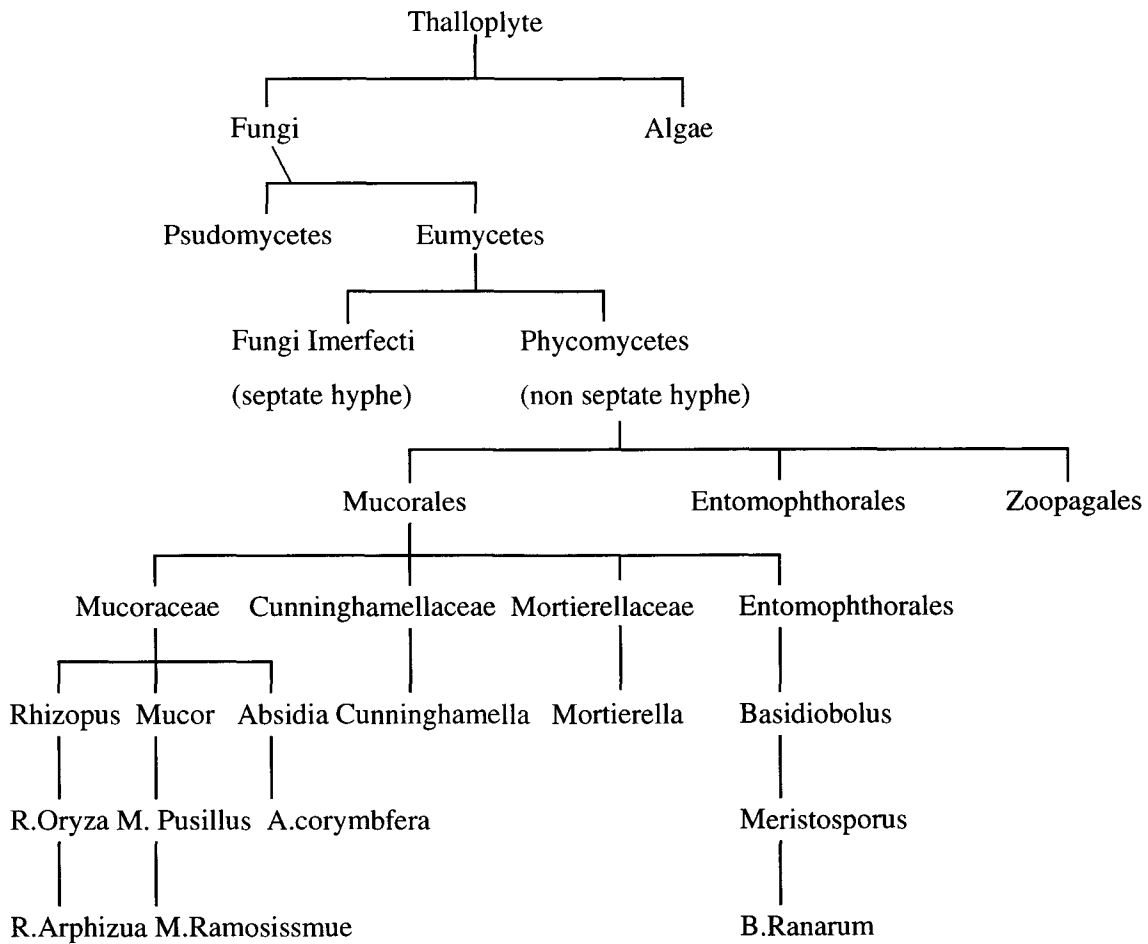 Thalloplyte
Fungi Algae
Psudomycetes Eumycetes
Fungi Imerfecti Phycomycetes
(septate hyphe) (non septate hyphe)
Mucorales Entomophthorales Zoopagales
Mucoraceae Cunninghamellaceae Mortierellaceae Entomophthorales
Rhizopus Mucor Absidia Cunninghamella Mortierella Basidiobolus
R.Oryza M. Pusillus A.corymbfera Meristosporus
R.Arphizua M.Ramosissmue B.Ranarum